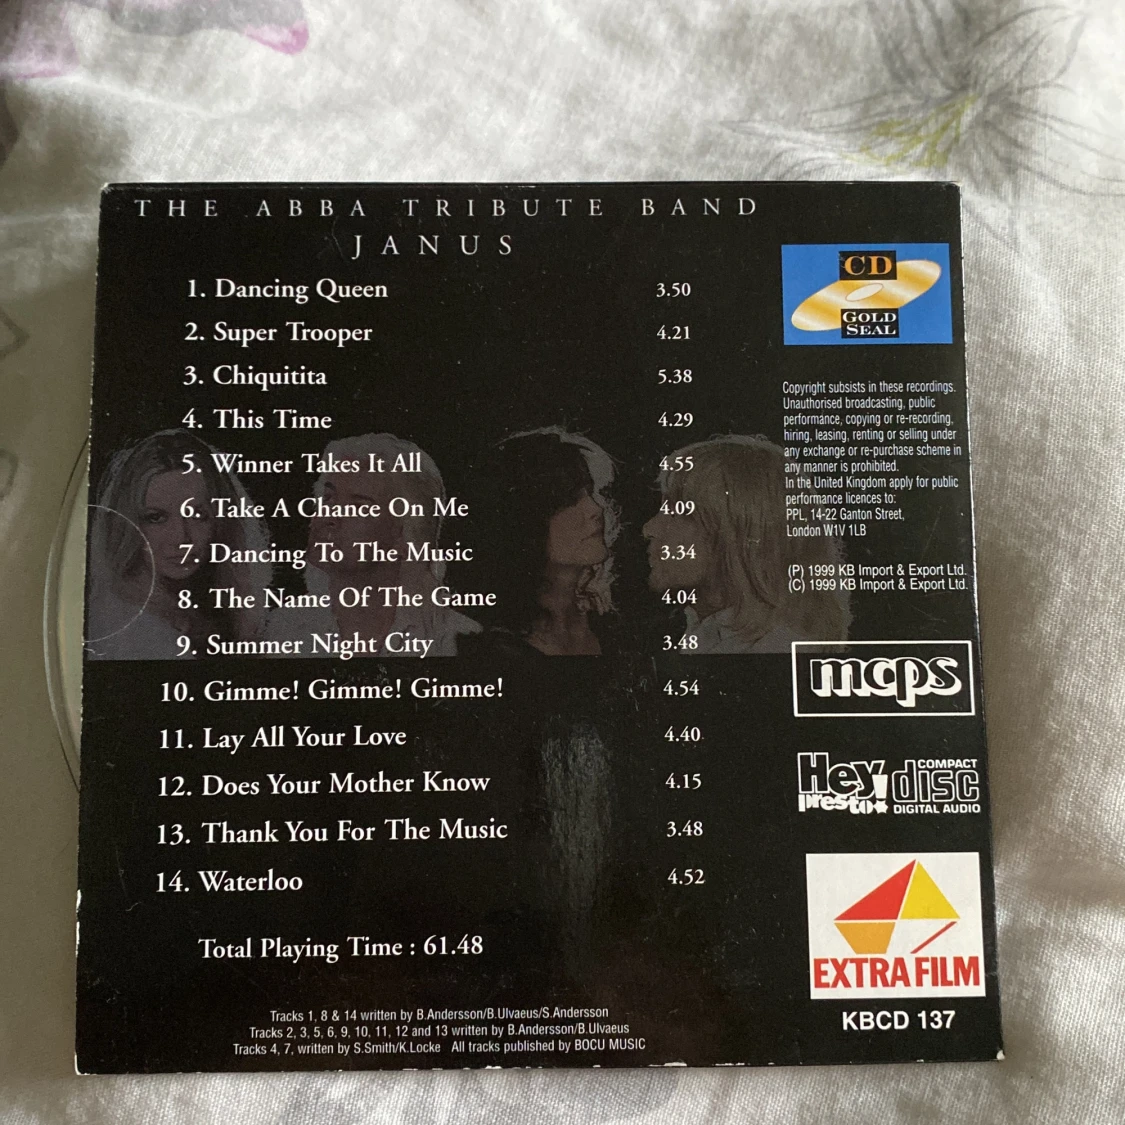 THE ABBA TRIBUTE BAND
JANUS
1. Dancing Queen 3.50
2. Super Trooper 4.21
3. Chiquitita 5.38
4. This Time 4.29
5. Winner Takes It All 4.55
6. Take A Chance On Me 4.09
7. Dancing To The Music 3.34
8. The Name Of The Game 4.04
9. Summer Night City 3.48
10. Gimme! Gimme! Gimme! 4.54
11. Lay All Your Love 4.40
12. Does Your Mother Know 4.15
13. Thank You For The Music 3.48
14. Waterloo 4.52
Total Playing Time : 61.48
Tracks 1, 8 & 14 written by B.Andersson/B.Ulvaeus/S.Andersson
Tracks 2, 3, 5, 6, 9, 10, 11, 12 and 13 written by B.Andersson/B.Ulvaeus
Tracks 4, 7, written by S.Smith/K.Locke All tracks published by BOCU MUSIC
CD
GOLD
SEAL
Copyright subsists in these recordings.
Unauthorised broadcasting, public
performance, copying or re-recording,
hiring, leasing, renting or selling under
any exchange or re-purchase scheme in
any manner is prohibited.
In the United Kingdom apply for public
performance licences to:
PPL, 14-22 Ganton Street,
London W1V 1LB
(P) 1999 KB Import & Export Ltd.
(C) 1999 KB Import & Export Ltd.
mcps
Hey
presto!
COMPACT
disc
DIGITAL AUDIO
EXTRA FILM
KBCD 137